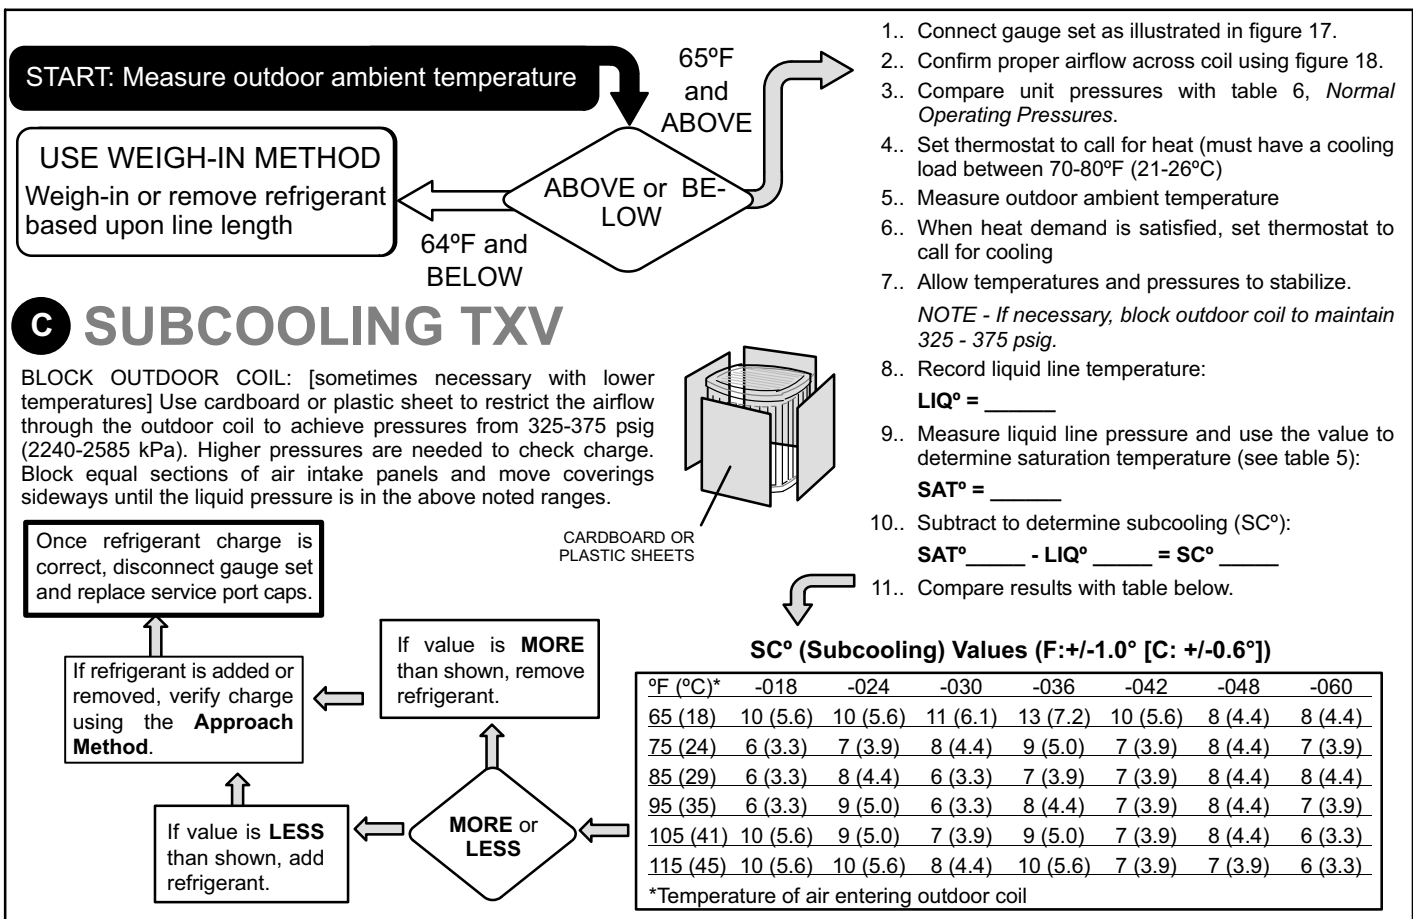 START: Measure outdoor ambient temperature
65ºF
and
ABOVE
ABOVE or BE-
LOW
64ºF and
BELOW
USE WEIGH-IN METHOD
Weigh-in or remove refrigerant
based upon line length
1.. Connect gauge set as illustrated in figure 17.
2.. Confirm proper airflow across coil using figure 18.
3.. Compare unit pressures with table 6, Normal
Operating Pressures.
4.. Set thermostat to call for heat (must have a cooling
load between 70-80ºF (21-26ºC)
5.. Measure outdoor ambient temperature
6.. When heat demand is satisfied, set thermostat to
call for cooling
7.. Allow temperatures and pressures to stabilize.
NOTE - If necessary, block outdoor coil to maintain
325 - 375 psig.
8.. Record liquid line temperature:
LIQº = ______
9.. Measure liquid line pressure and use the value to
determine saturation temperature (see table 5):
SATº = ______
10.. Subtract to determine subcooling (SCº):
SATº_____ - LIQº _____ = SCº _____
11.. Compare results with table below.
C SUBCOOLING TXV
BLOCK OUTDOOR COIL: [sometimes necessary with lower
temperatures] Use cardboard or plastic sheet to restrict the airflow
through the outdoor coil to achieve pressures from 325-375 psig
(2240-2585 kPa). Higher pressures are needed to check charge.
Block equal sections of air intake panels and move coverings
sideways until the liquid pressure is in the above noted ranges.
CARDBOARD OR
PLASTIC SHEETS
SCº (Subcooling) Values (F:+/-1.0° [C: +/-0.6°])
ºF (ºC)* -018 -024 -030 -036 -042 -048 -060
65 (18) 10 (5.6) 10 (5.6) 11 (6.1) 13 (7.2) 10 (5.6) 8 (4.4) 8 (4.4)
75 (24) 6 (3.3) 7 (3.9) 8 (4.4) 9 (5.0) 7 (3.9) 8 (4.4) 7 (3.9)
85 (29) 6 (3.3) 8 (4.4) 6 (3.3) 7 (3.9) 7 (3.9) 8 (4.4) 8 (4.4)
95 (35) 6 (3.3) 9 (5.0) 6 (3.3) 8 (4.4) 7 (3.9) 8 (4.4) 7 (3.9)
105 (41) 10 (5.6) 9 (5.0) 7 (3.9) 9 (5.0) 7 (3.9) 8 (4.4) 6 (3.3)
115 (45) 10 (5.6) 10 (5.6) 8 (4.4) 10 (5.6) 7 (3.9) 7 (3.9) 6 (3.3)
*Temperature of air entering outdoor coil
MORE or
LESS
If value is MORE
than shown, remove
refrigerant.
If value is LESS
than shown, add
refrigerant.
If refrigerant is added or
removed, verify charge
using the Approach
Method.
Once refrigerant charge is
correct, disconnect gauge set
and replace service port caps.